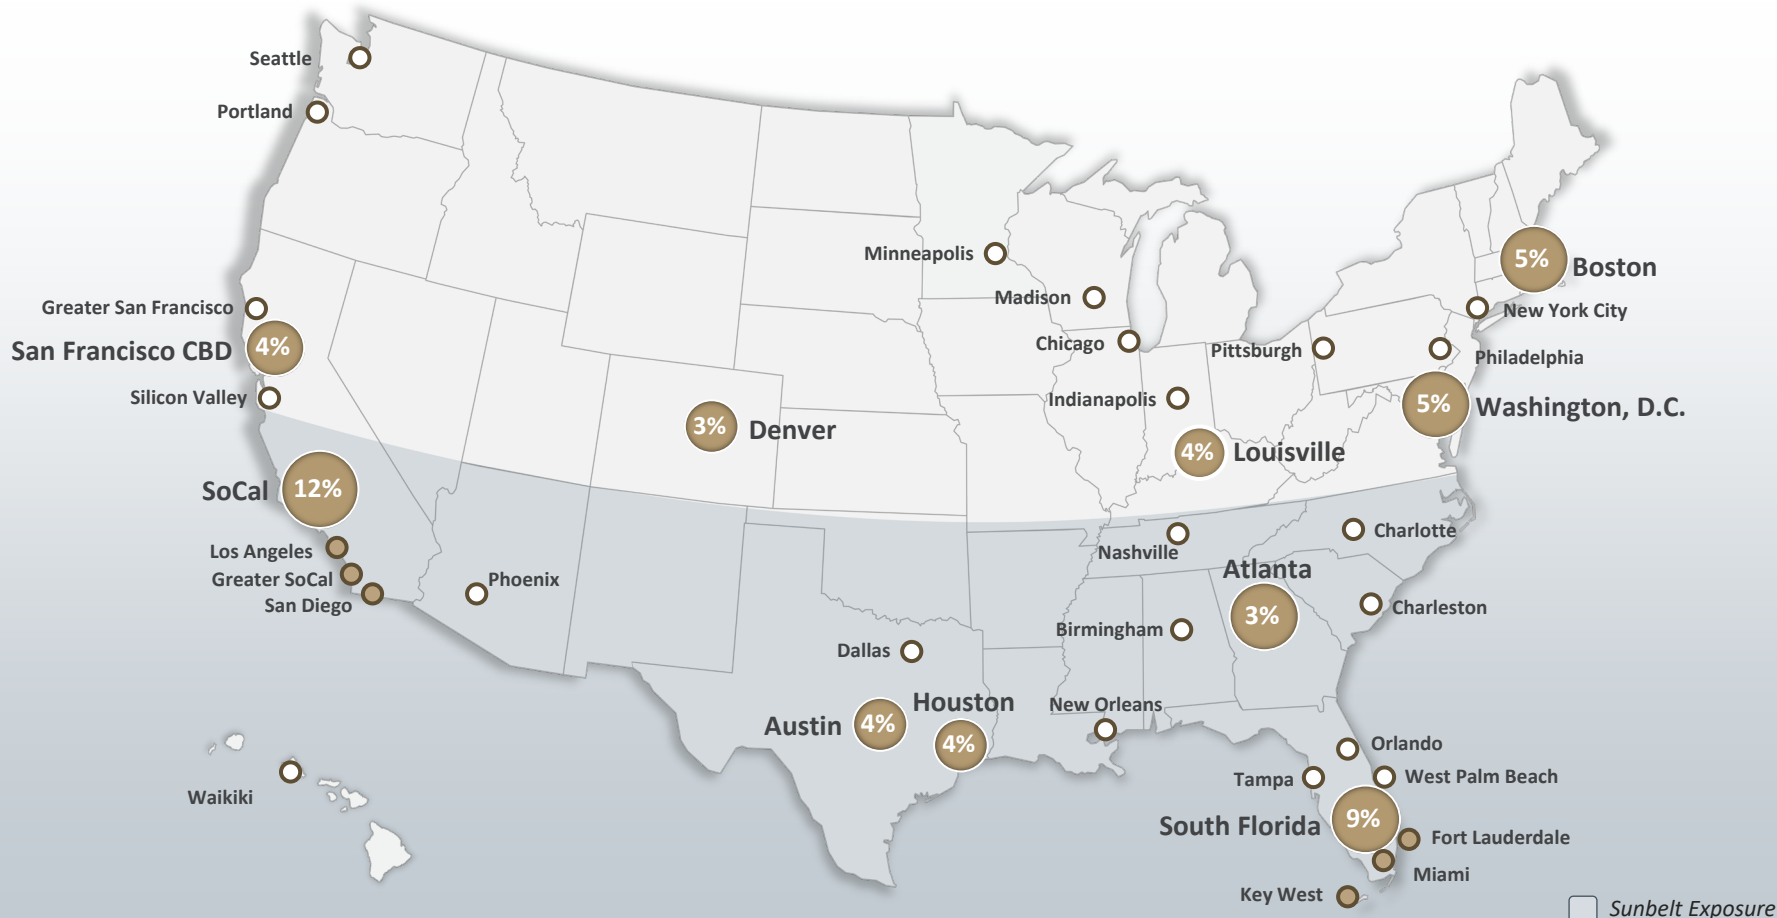 Seattle
Portland
Minneapolis
Madison
Chicago
5%
Boston
New York City
Greater San Francisco
San Francisco CBD
4%
Silicon Valley
Pittsburgh
Philadelphia
Indianapolis
5%
Washington, D.C.
3%
Denver
4%
Louisville
SoCal
12%
Los Angeles
Greater SoCal
San Diego
Phoenix
Nashville
Charlotte
Atlanta
3%
Charleston
Birmingham
Dallas
Houston
Austin
4%
4%
New Orleans
Orlando
Tampa
West Palm Beach
South Florida
9%
Fort Lauderdale
Miami
Key West
Waikiki
Sunbelt Exposure